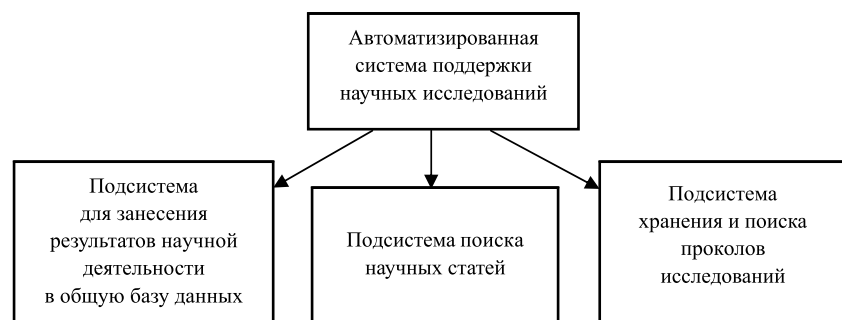 Автоматизированная
система поддержки
научных исследований
Подсистема
для занесения
результатов научной
деятельности
в общую базу данных
Подсистема поиска
научных статей
Подсистема
хранения и поиска
проколов
исследований